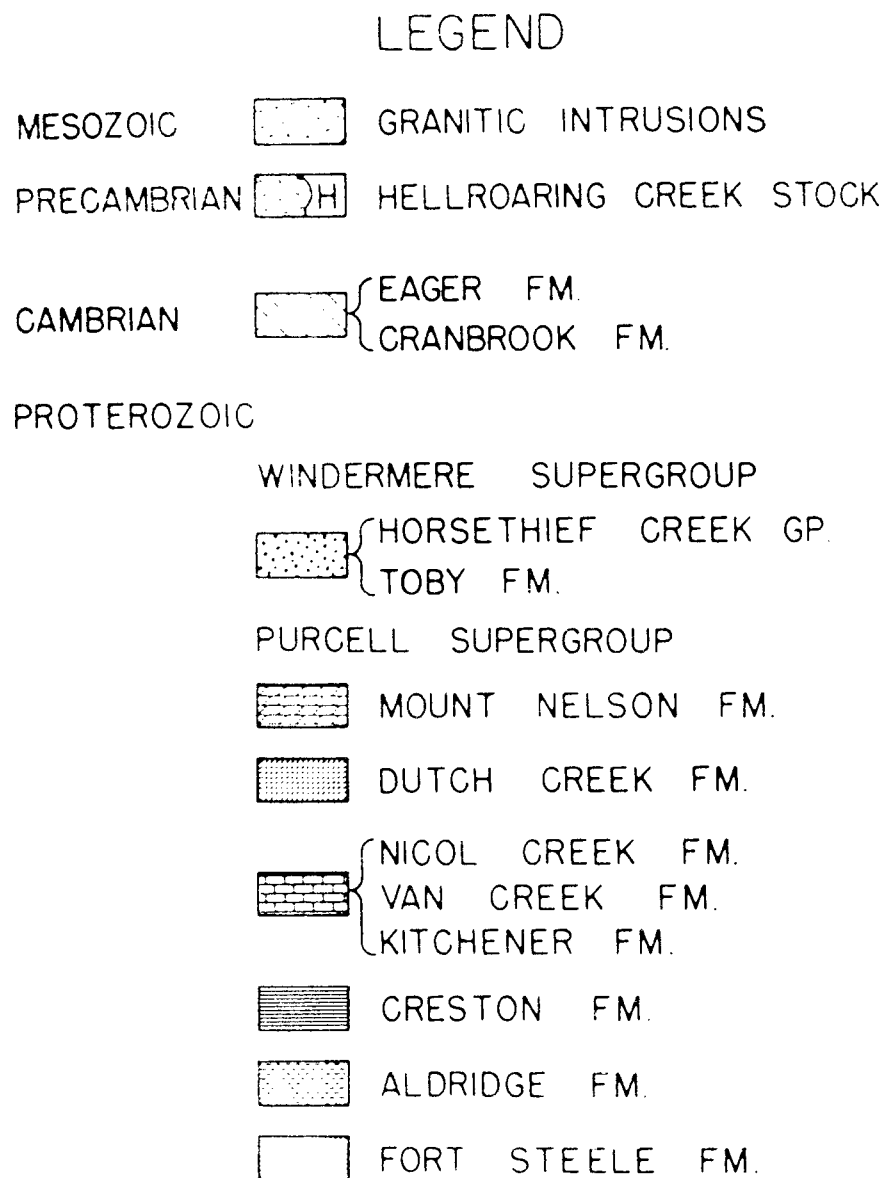 LEGEND
MESOZOIC GRANITIC INTRUSIONS
PRECAMBRIAN H HELLROARING CREEK STOCK
EAGER FM.
CAMBRIAN
CRANBROOK FM.
PROTEROZOIC
WINDERMERE SUPERGROUP
HORSETHIEF CREEK GP.
TOBY FM.
PURCELL SUPERGROUP
MOUNT NELSON FM.
DUTCH CREEK FM.
NICOL CREEK FM.
VAN CREEK FM.
KITCHENER FM.
CRESTON FM.
ALDRIDGE FM.
FORT STEELE FM.